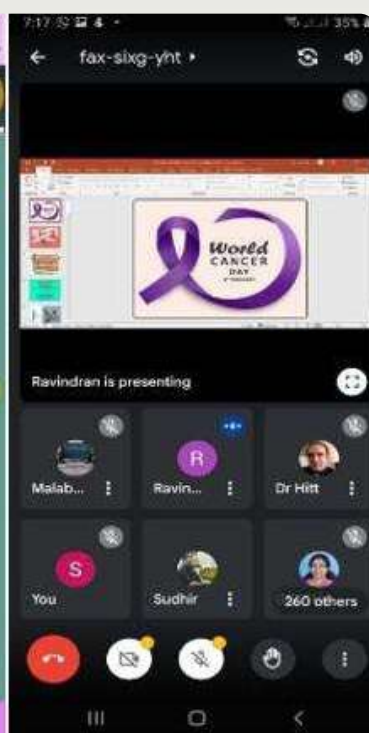 7:17
35%
fax-sixg-yht
World
CANCER
DAY
Ravindran is presenting
Malab...
R
Ravin...
Dr Hitt
S
You
Sudhir
260 others